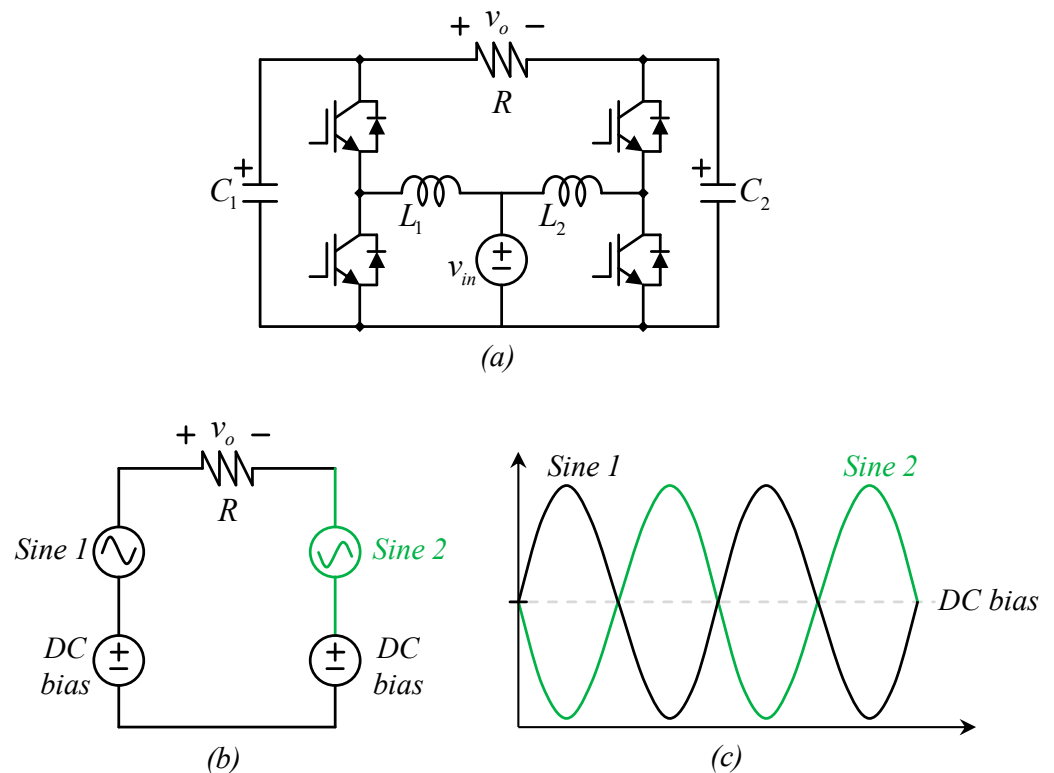 + v_o −
R
+
C_1
L_1
L_2
+
C_2
v_in
+
−
(a)
+ v_o −
R
Sine 1
Sine 2
DC
bias
+
−
+
−
DC
bias
(b)
Sine 1
Sine 2
DC bias
(c)